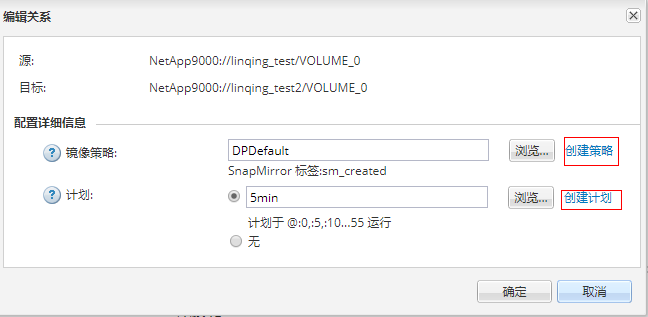 编辑关系
源: NetApp9000://linqing_test/VOLUME_0
目标: NetApp9000://linqing_test2/VOLUME_0
配置详细信息
镜像策略: DPDefault 浏览... 创建策略
SnapMirror 标签:sm_created
计划: 5min 浏览... 创建计划
计划于 @:0,:5,:10...55 运行
无
确定 取消